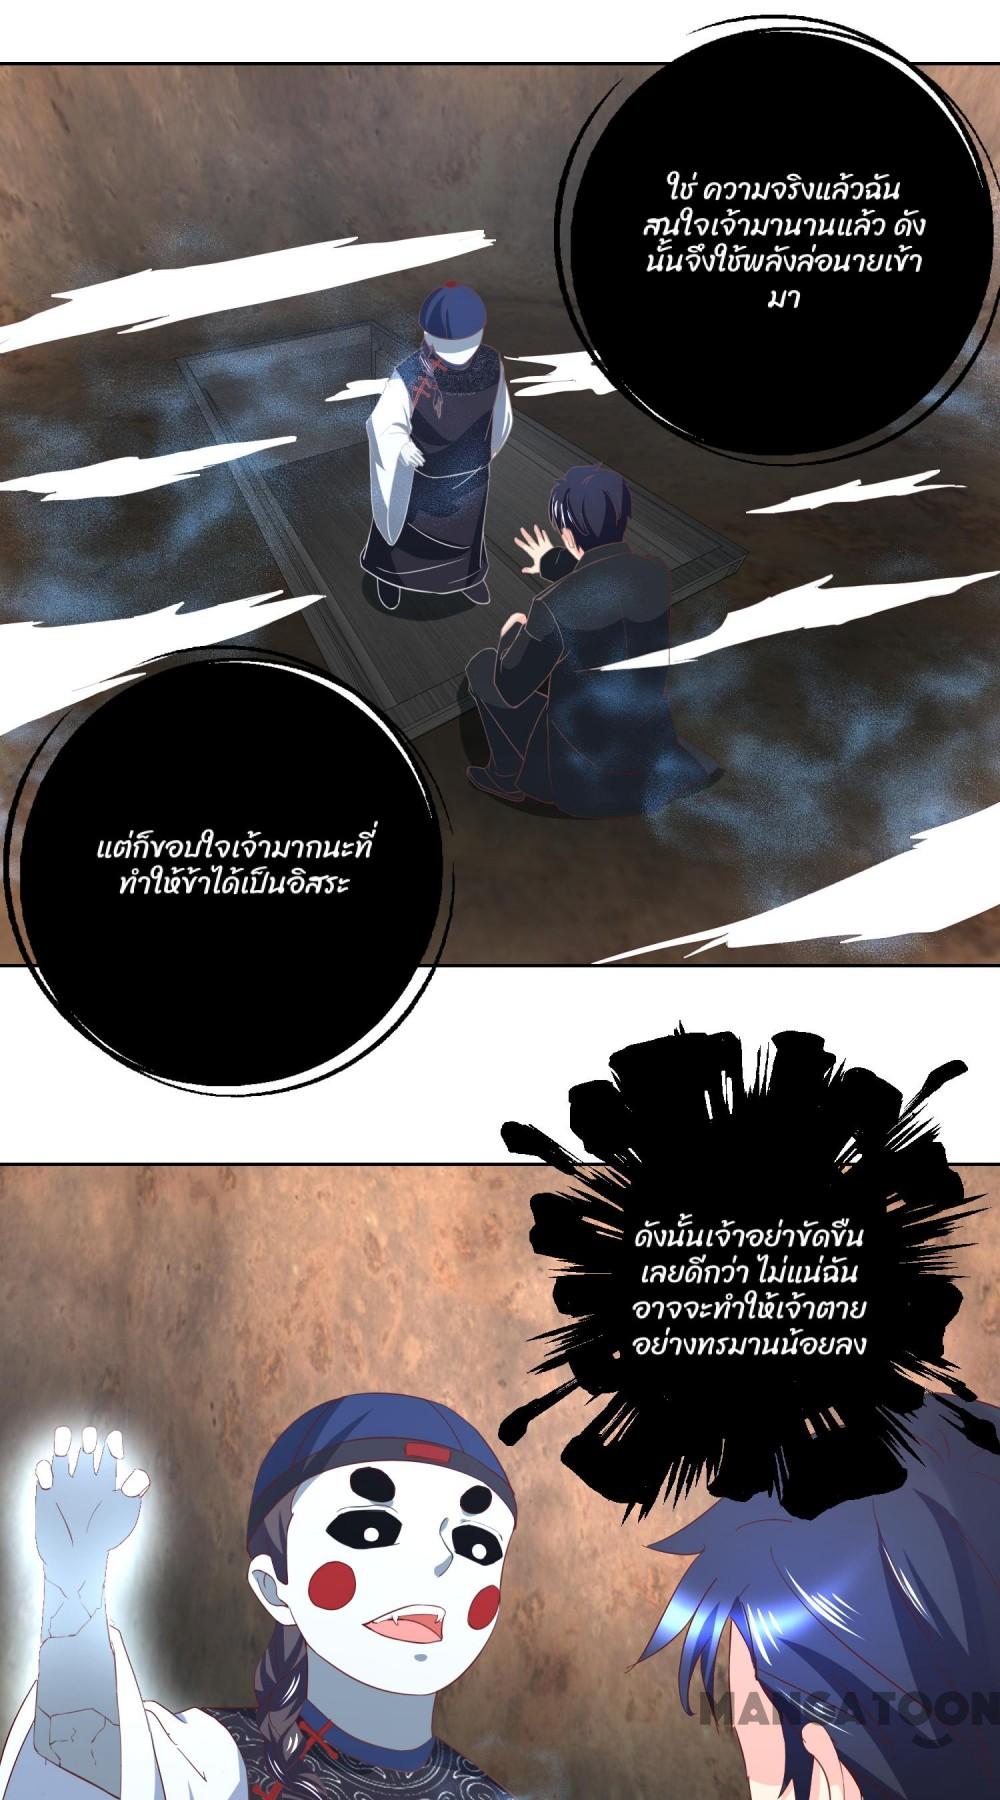 ใช่ ความจริงแล้วฉัน
สนใจเจ้ามานานแล้ว ดัง
นั้นจึงใช้พลังล่อนายเข้า
มา
แต่ก็ขอบใจเจ้ามากนะที่
ทำให้ข้าได้เป็นอิสระ
ดังนั้นเจ้าอย่าขัดขืน
เลยดีกว่า ไม่แน่ฉัน
อาจจะทำให้เจ้าตาย
อย่างทรมานน้อยลง
MANGATOON